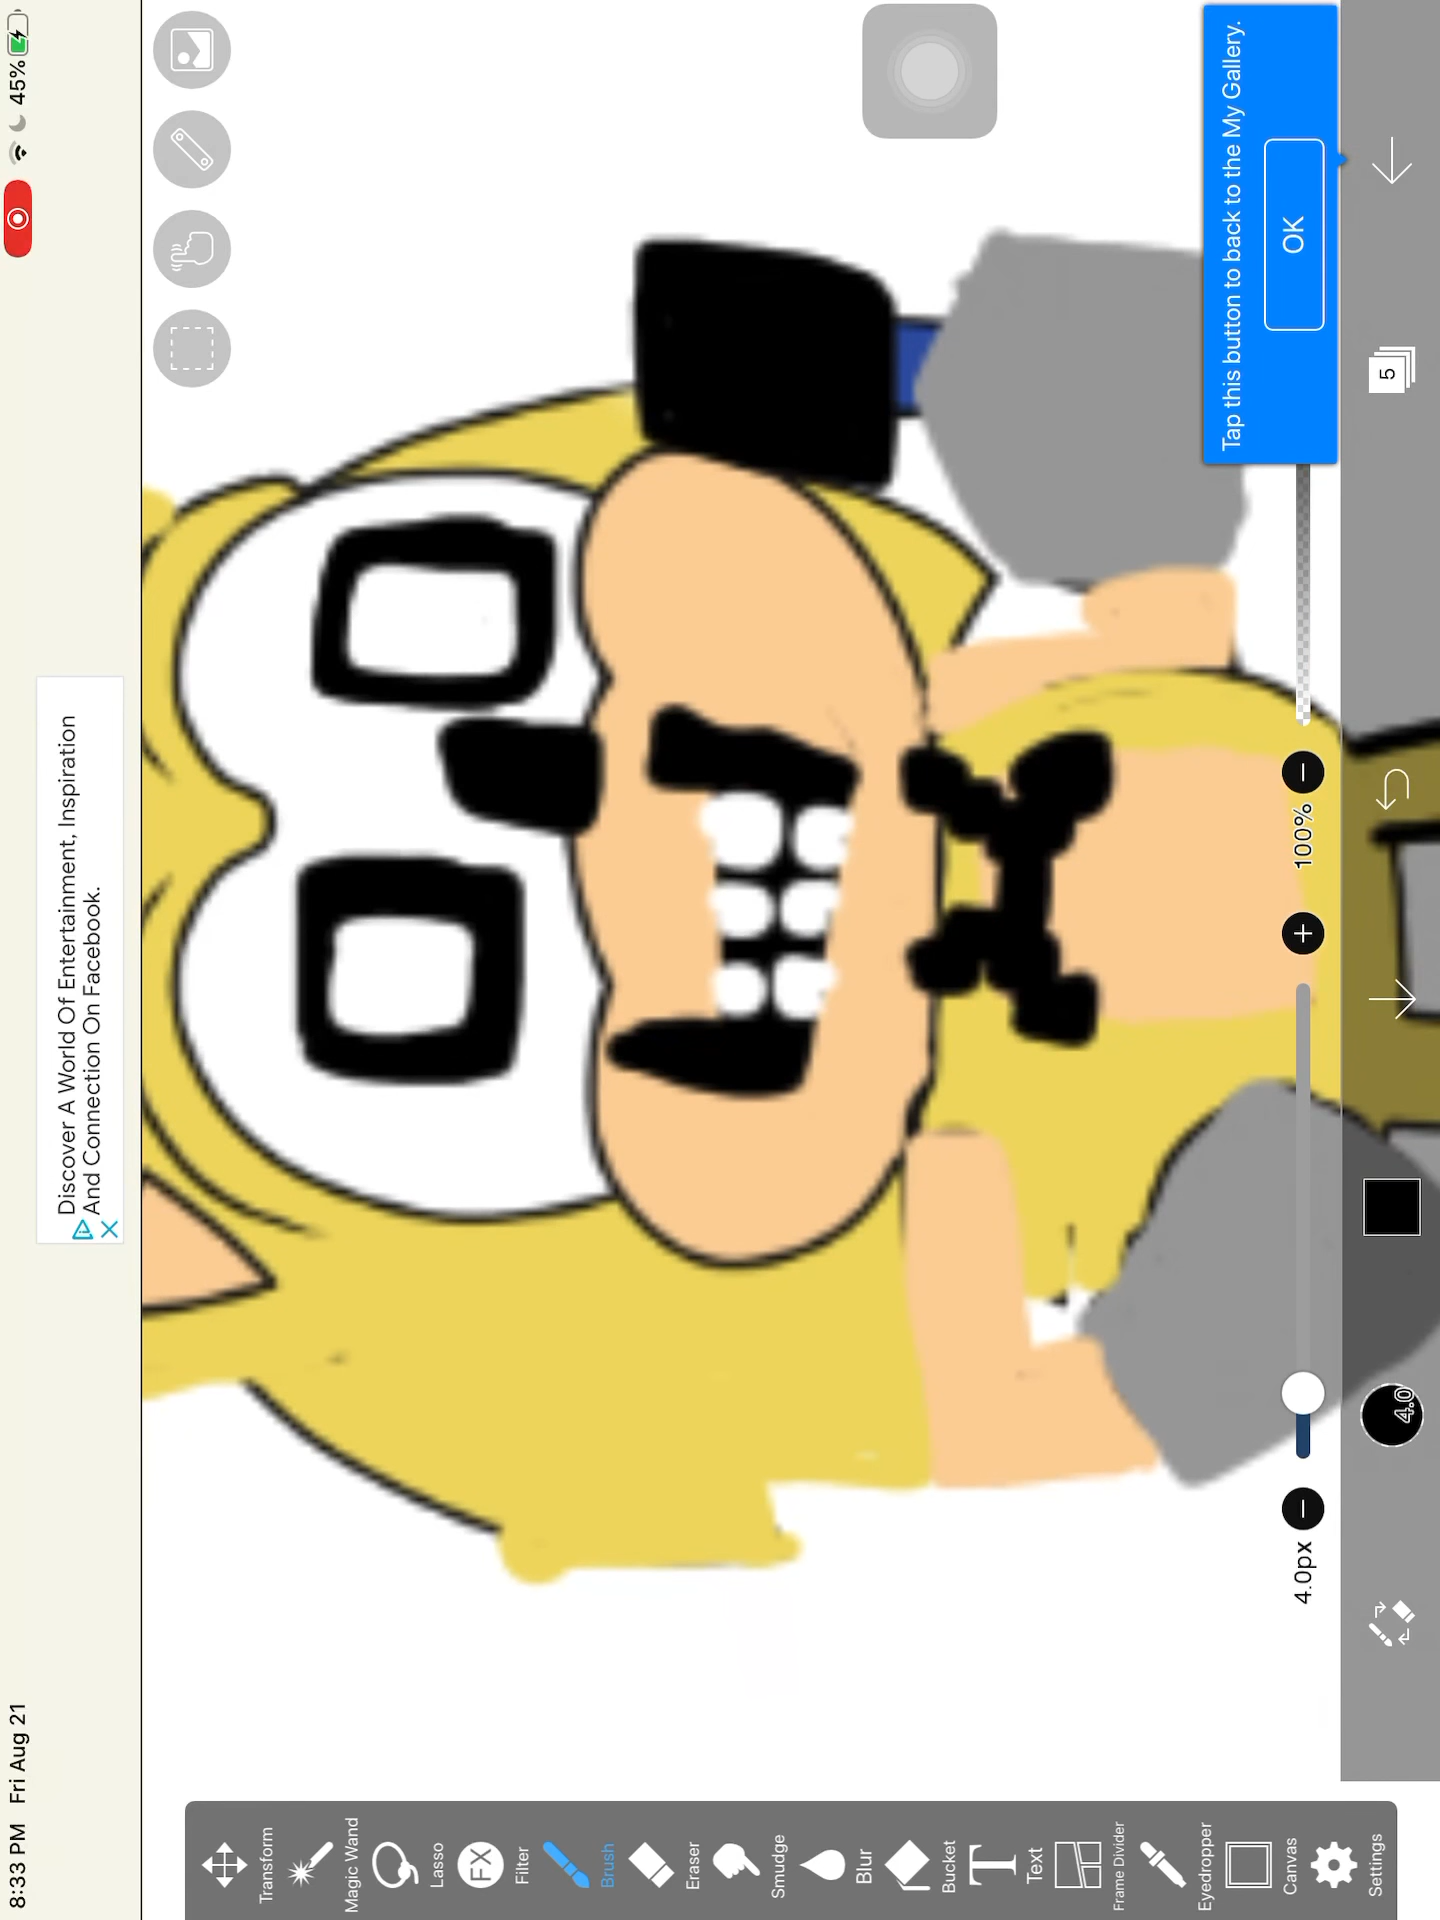 8:33 PM Fri Aug 21
45%
Discover A World Of Entertainment, Inspiration
And Connection On Facebook.
Transform
Magic Wand
Lasso
FX
Filter
Brush
Eraser
Smudge
Blur
Bucket
T
Text
Frame Divider
Eyedropper
Canvas
Settings
4.0px
100%
Tap this button to back to the My Gallery.
OK
4.0
5